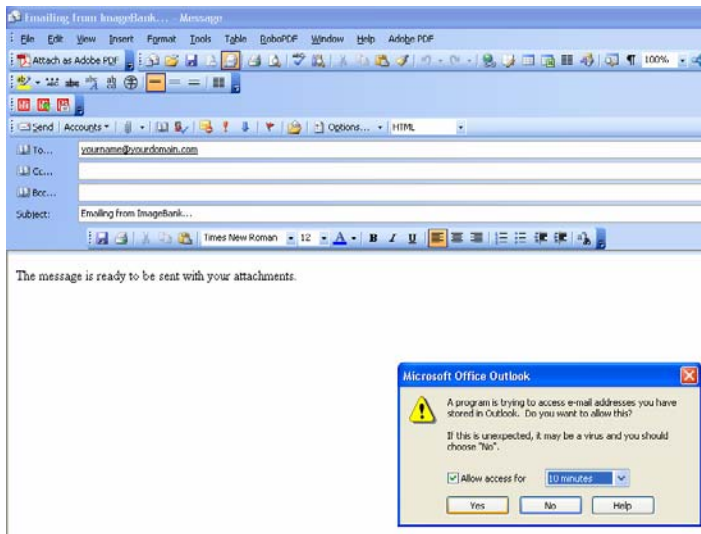 Emailing from ImageBank... - Message
File Edit View Insert Format Tools Table RoboPDF Window Help Adobe PDF
Attach as Adobe PDF 100%
Send Accounts Options... HTML
To... yourname@yourdomain.com
Cc...
Bcc...
Subject: Emailing from ImageBank...
Times New Roman 12 A B I U
The message is ready to be sent with your attachments.
Microsoft Office Outlook
A program is trying to access e-mail addresses you have
stored in Outlook. Do you want to allow this?
If this is unexpected, it may be a virus and you should
choose "No".
Allow access for 10 minutes
Yes No Help